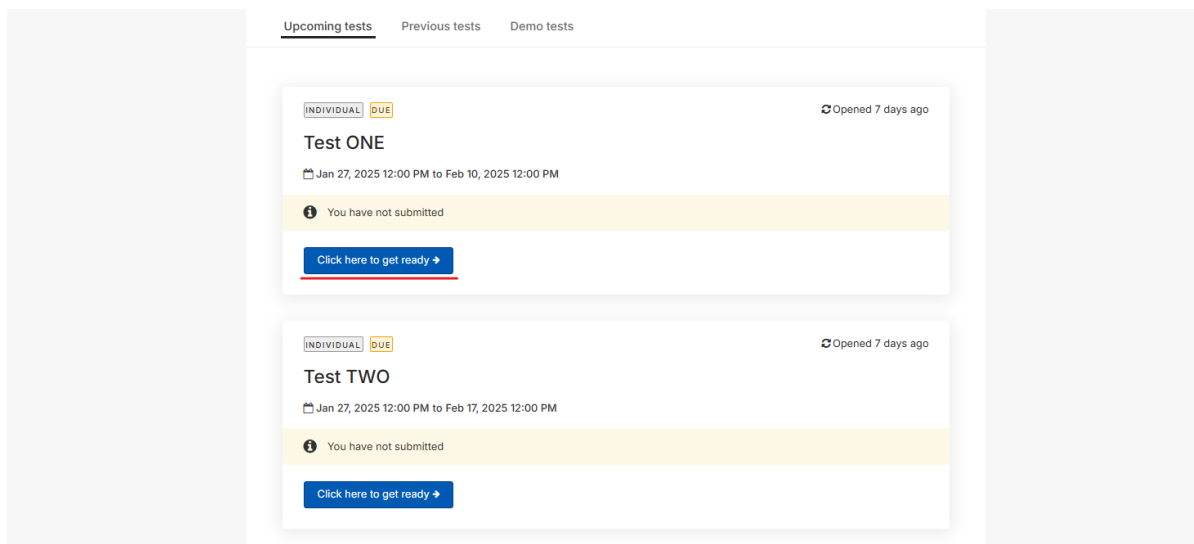 Upcoming tests Previous tests Demo tests
INDIVIDUAL DUE Opened 7 days ago
Test ONE
Jan 27, 2025 12:00 PM to Feb 10, 2025 12:00 PM
You have not submitted
Click here to get ready
INDIVIDUAL DUE Opened 7 days ago
Test TWO
Jan 27, 2025 12:00 PM to Feb 17, 2025 12:00 PM
You have not submitted
Click here to get ready